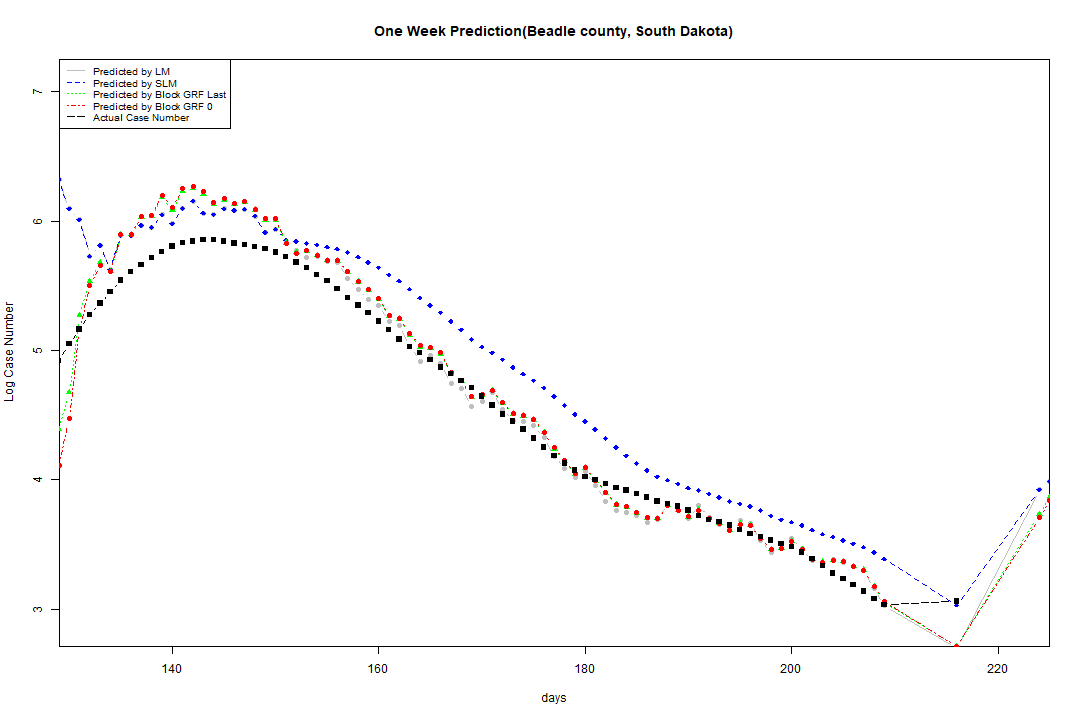 One Week Prediction(Beadle county, South Dakota)
Predicted by LM
Predicted by SLM
Predicted by Block GRF Last
Predicted by Block GRF 0
Actual Case Number
7
6
5
4
3
Log Case Number
140
160
180
200
220
days